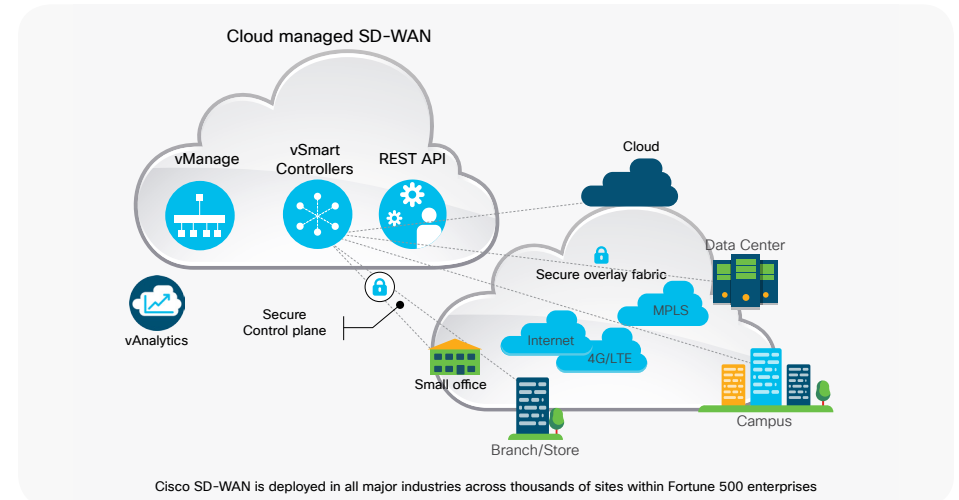 Cloud managed SD-WAN
vManage
vSmart
Controllers
REST API
Cloud
Data Center
Secure overlay fabric
MPLS
Internet
4G/LTE
Secure
Control plane
vAnalytics
Small office
Campus
Branch/Store
Cisco SD-WAN is deployed in all major industries across thousands of sites within Fortune 500 enterprises